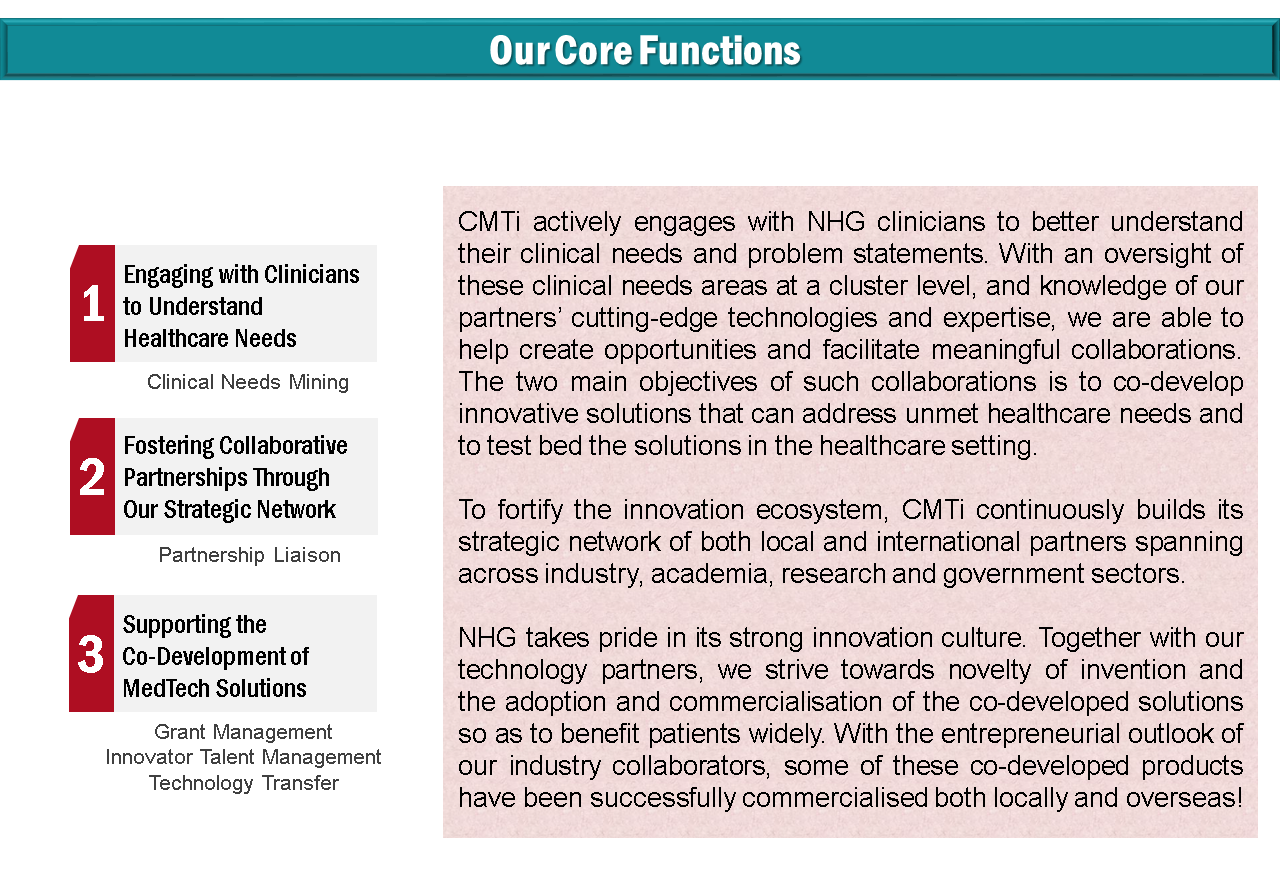 Our Core Functions
1
Engaging with Clinicians
to Understand
Healthcare Needs
Clinical Needs Mining
2
Fostering Collaborative
Partnerships Through
Our Strategic Network
Partnership Liaison
3
Supporting the
Co-Development of
MedTech Solutions
Grant Management
Innovator Talent Management
Technology Transfer
CMTi actively engages with NHG clinicians to better understand
their clinical needs and problem statements. With an oversight of
these clinical needs areas at a cluster level, and knowledge of our
partners’ cutting-edge technologies and expertise, we are able to
help create opportunities and facilitate meaningful collaborations.
The two main objectives of such collaborations is to co-develop
innovative solutions that can address unmet healthcare needs and
to test bed the solutions in the healthcare setting.
To fortify the innovation ecosystem, CMTi continuously builds its
strategic network of both local and international partners spanning
across industry, academia, research and government sectors.
NHG takes pride in its strong innovation culture. Together with our
technology partners, we strive towards novelty of invention and
the adoption and commercialisation of the co-developed solutions
so as to benefit patients widely. With the entrepreneurial outlook of
our industry collaborators, some of these co-developed products
have been successfully commercialised both locally and overseas!